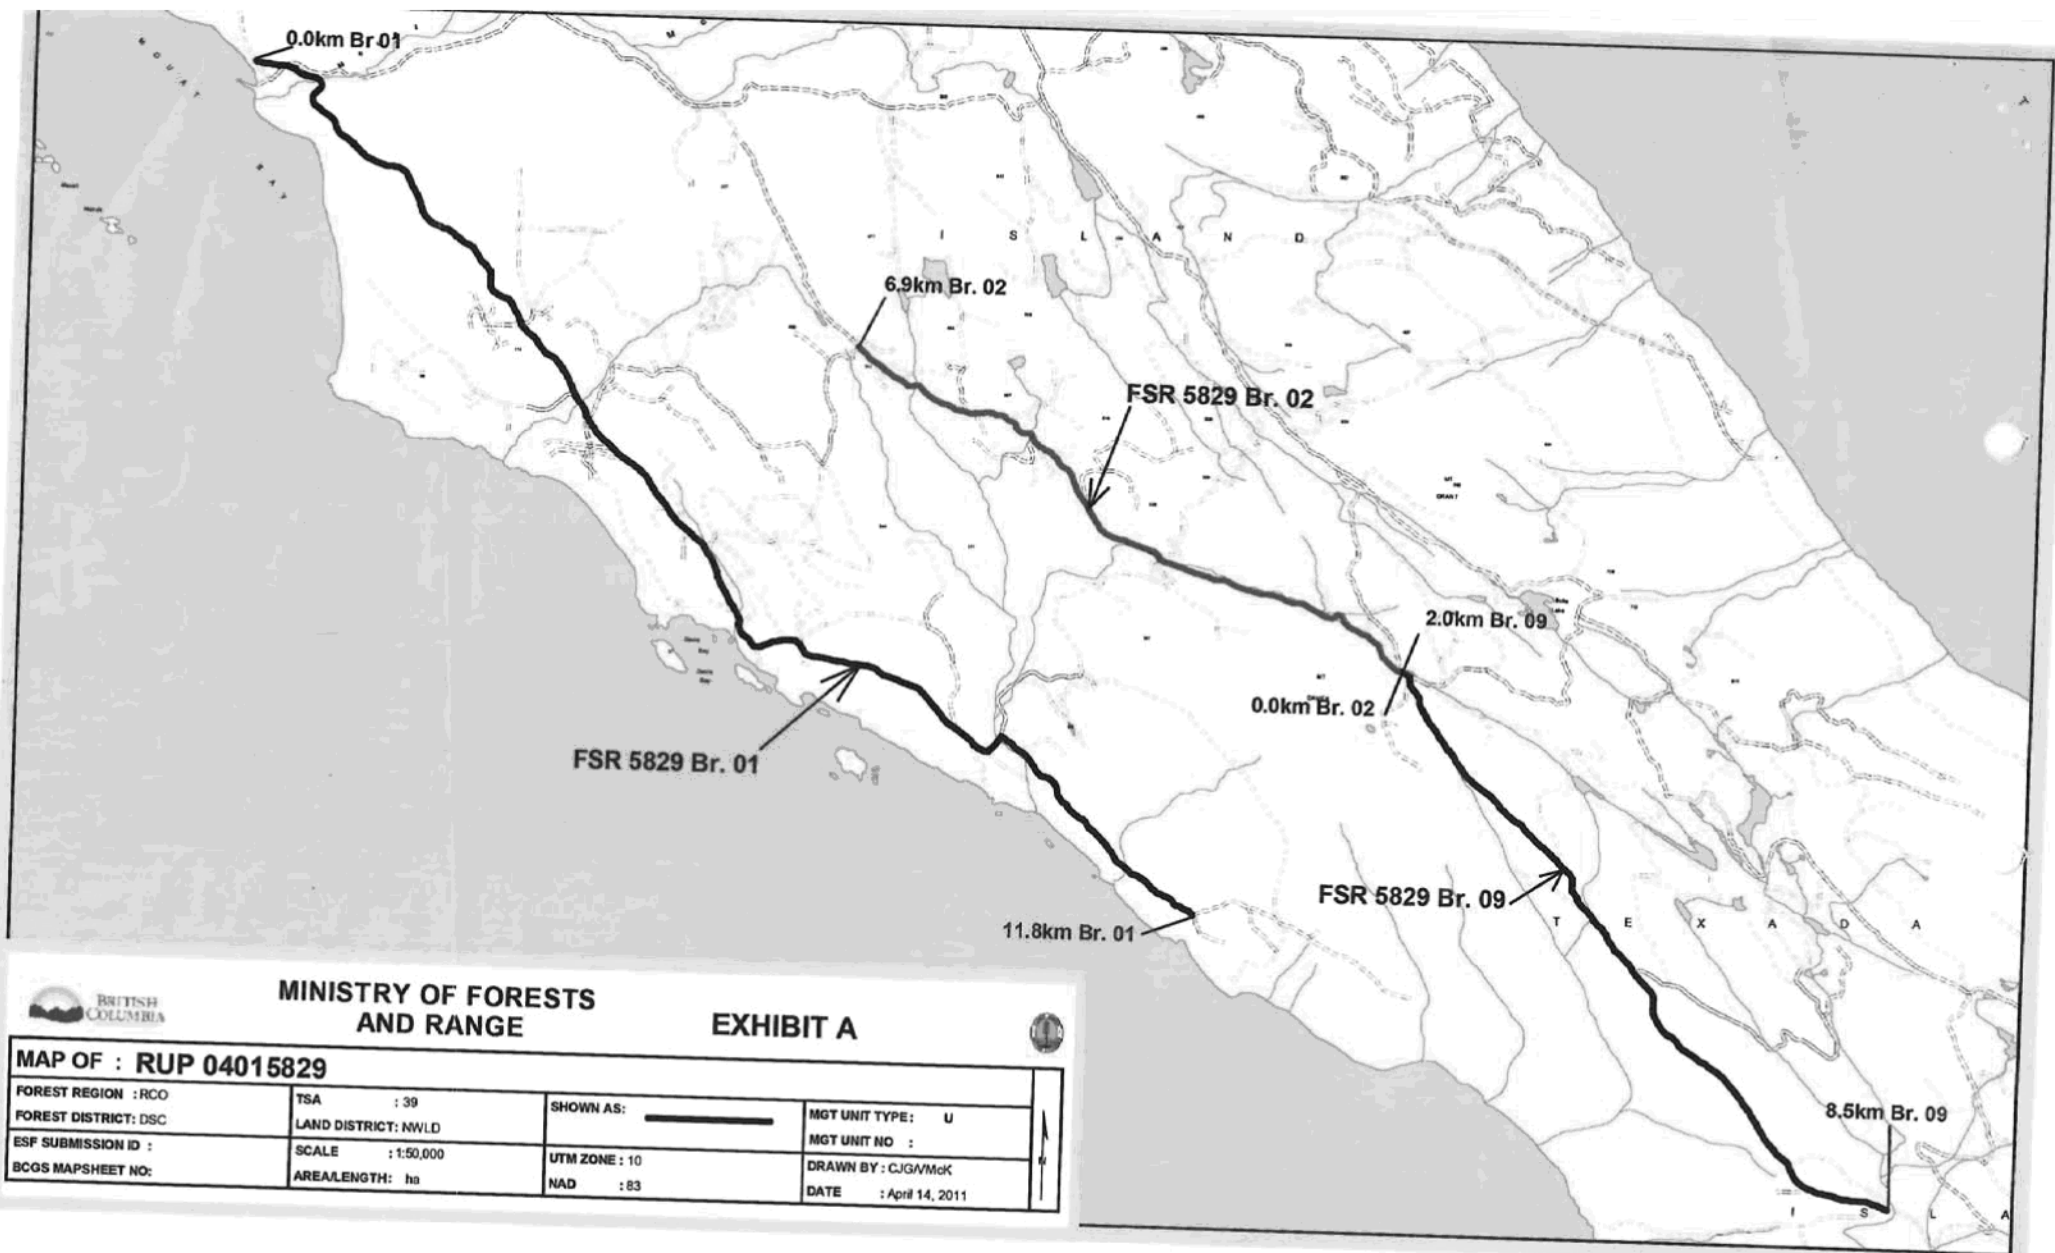 0.0km Br 01
M O U A T
B A Y
I S L A N D
6.9km Br. 02
FSR 5829 Br. 02
MT
GRANT
2.0km Br. 09
0.0km Br. 02
FSR 5829 Br. 01
FSR 5829 Br. 09
T E X A D A
11.8km Br. 01
8.5km Br. 09
I S L A
BRITISH
COLUMBIA
MINISTRY OF FORESTS
AND RANGE
EXHIBIT A
MAP OF : RUP 04015829
FOREST REGION : RCO
FOREST DISTRICT: DSC
ESF SUBMISSION ID :
BCGS MAPSHEET NO:
TSA : 39
LAND DISTRICT: NWLD
SCALE : 1:50,000
AREA/LENGTH: ha
SHOWN AS:
UTM ZONE : 10
NAD : 83
MGT UNIT TYPE: U
MGT UNIT NO :
DRAWN BY : CJG/VMcK
DATE : April 14, 2011
N